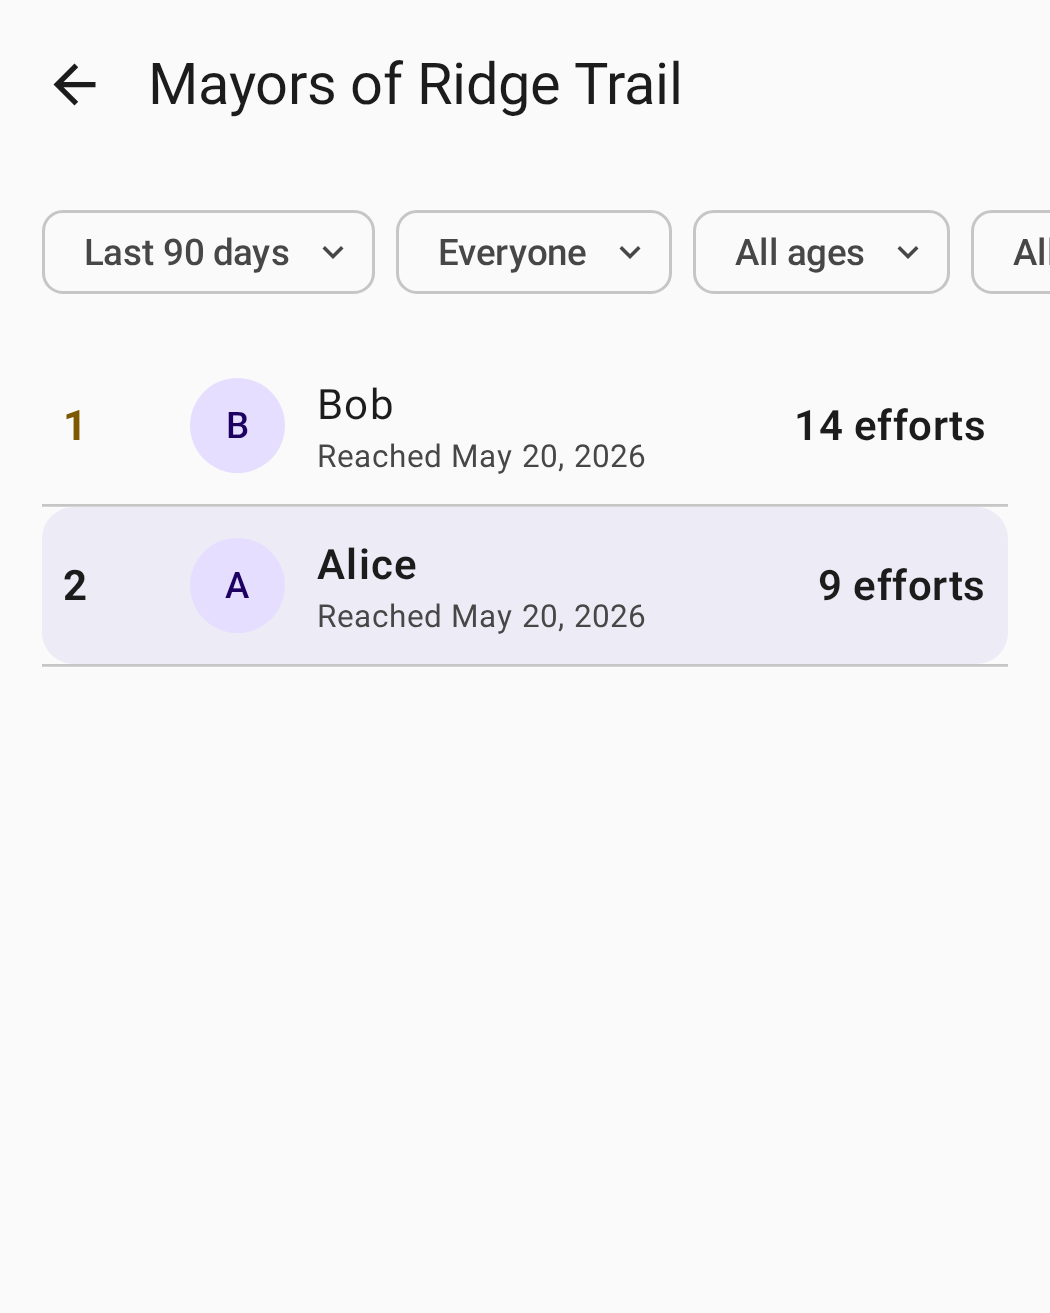 Mayors of Ridge Trail
Last 90 days
Everyone
All ages
All
1
B
Bob
Reached May 20, 2026
14 efforts
2
A
Alice
Reached May 20, 2026
9 efforts